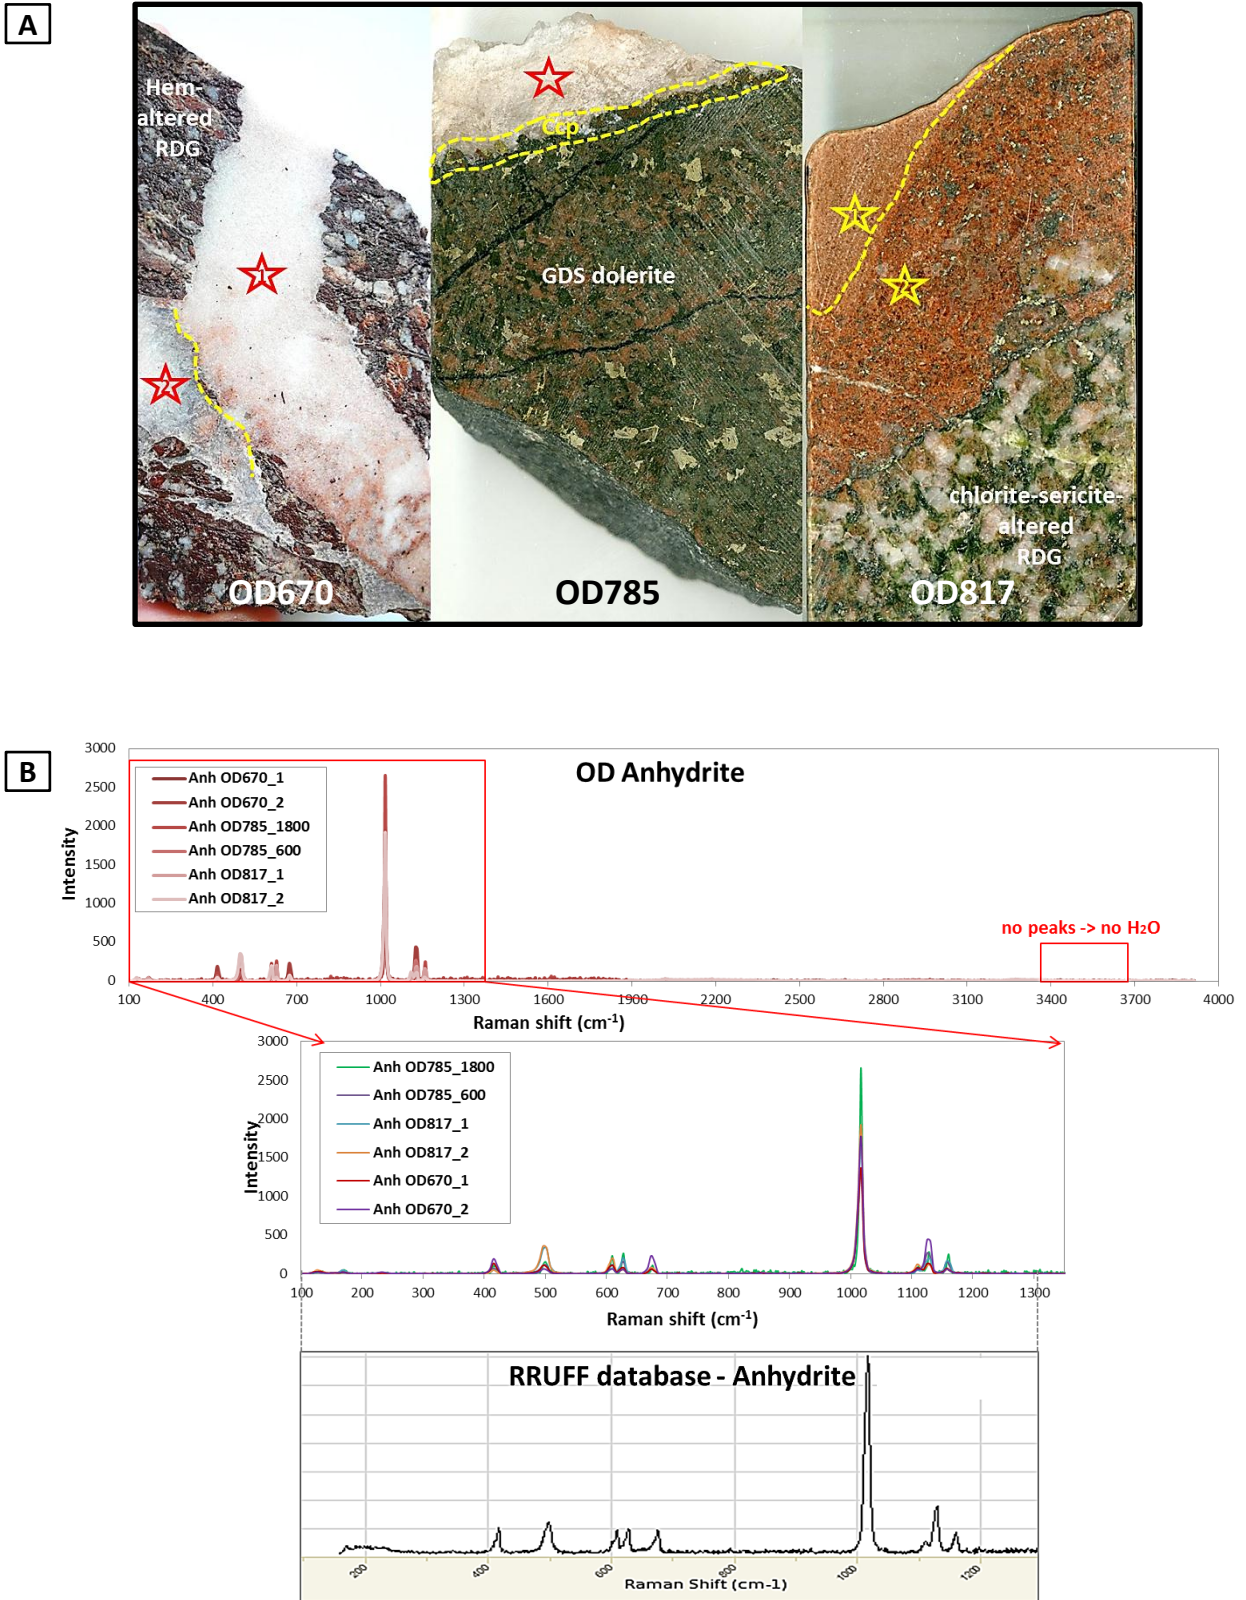 A
Hem-
altered
RDG
1
2
OD670
Ccp
GDS dolerite
OD785
1
2
chlorite-sericite-
altered
RDG
OD817
B
OD Anhydrite
3000
2500
2000
1500
1000
500
0
Intensity
Anh OD670_1
Anh OD670_2
Anh OD785_1800
Anh OD785_600
Anh OD817_1
Anh OD817_2
no peaks -> no H2O
100 400 700 1000 1300 1600 1900 2200 2500 2800 3100 3400 3700 4000
Raman shift (cm-1)
3000
2500
2000
1500
1000
500
0
Intensity
Anh OD785_1800
Anh OD785_600
Anh OD817_1
Anh OD817_2
Anh OD670_1
Anh OD670_2
100 200 300 400 500 600 700 800 900 1000 1100 1200 1300
Raman shift (cm-1)
RRUFF database - Anhydrite
200 400 600 800 1000 1200
Raman Shift (cm-1)